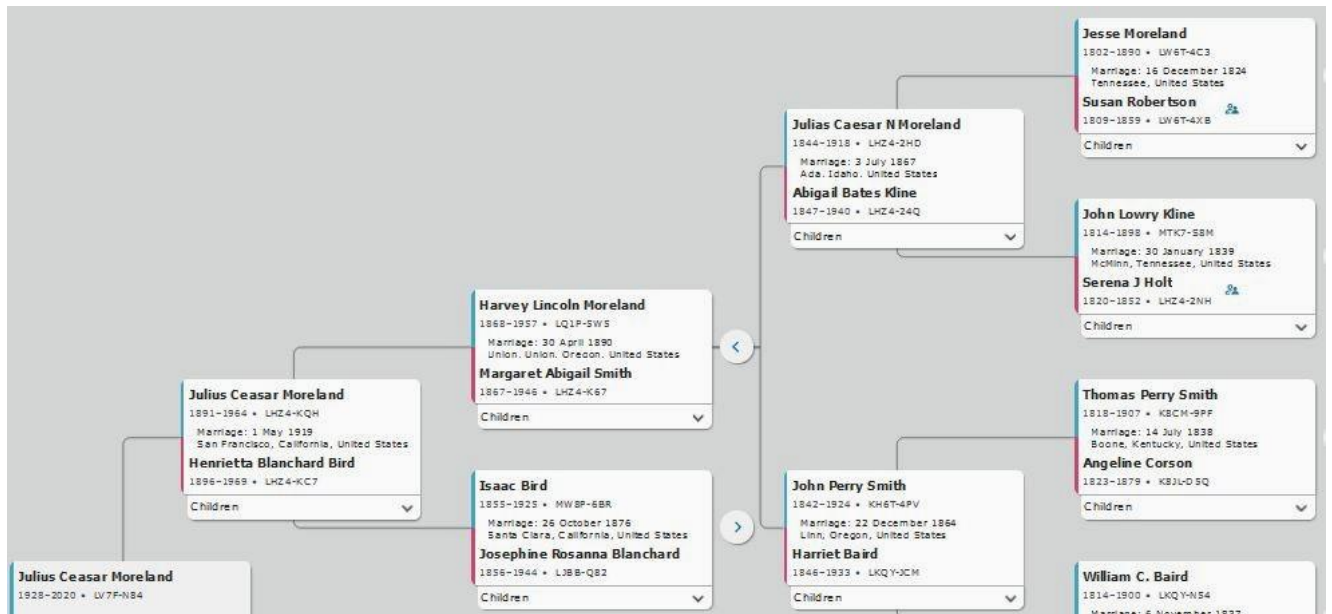 Jesse Moreland
1802–1890 • LW6T-4C3
Marriage: 16 December 1824
Tennessee, United States
Susan Robertson
1809–1859 • LW6T-4XB
Children
Julias Caesar N Moreland
1844–1918 • LHZ4-2HD
Marriage: 3 July 1867
Ada, Idaho, United States
Abigail Bates Kline
1847–1940 • LHZ4-24Q
Children
John Lowry Kline
1814–1898 • MTK7-S8M
Marriage: 30 January 1839
McMinn, Tennessee, United States
Serena J Holt
1820–1852 • LHZ4-2NH
Children
Harvey Lincoln Moreland
1868–1957 • LQ1P-SWS
Marriage: 30 April 1890
Union, Union, Oregon, United States
Margaret Abigail Smith
1867–1946 • LHZ4-K67
Children
Julius Ceasar Moreland
1891–1964 • LHZ4-KQH
Marriage: 1 May 1919
San Francisco, California, United States
Henrietta Blanchard Bird
1896–1969 • LHZ4-KC7
Children
Thomas Perry Smith
1818–1907 • K8CM-9PF
Marriage: 14 July 1838
Boone, Kentucky, United States
Angeline Corson
1823–1879 • K8JL-D5Q
Children
Isaac Bird
1855–1925 • MW8P-6BR
Marriage: 26 October 1876
Santa Clara, California, United States
Josephine Rosanna Blanchard
1856–1944 • LJBB-Q82
Children
John Perry Smith
1842–1924 • KH6T-4PV
Marriage: 22 December 1864
Linn, Oregon, United States
Harriet Baird
1846–1933 • LKQY-JCM
Children
Julius Ceasar Moreland
1928–2020 • LV7F-N84
William C. Baird
1814–1900 • LKQY-NS4
Marriage: 6 November 1837